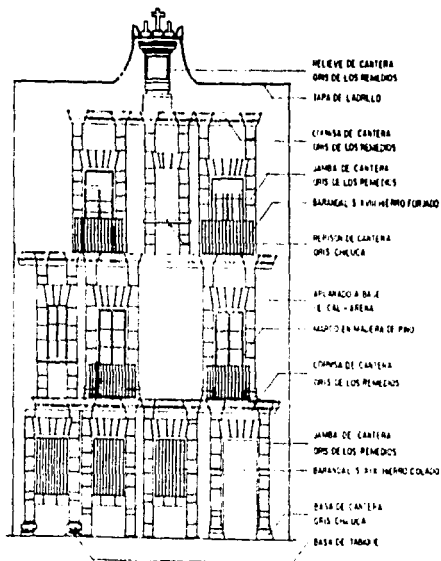 RELIEVE DE CANTERA
GRIS DE LOS REMEDIOS
TAPA DE LADRILLO
CORNISA DE CANTERA
GRIS DE LOS REMEDIOS
JAMBA DE CANTERA
GRIS DE LOS REMEDIOS
BARANDAL S XVIII HIERRO FORJADO
REPISON DE CANTERA
GRIS CHILUCA
APLANADO A BASE
DE CAL-ARENA
MARCO EN MADERA DE PINO
CORNISA DE CANTERA
GRIS DE LOS REMEDIOS
JAMBA DE CANTERA
GRIS DE LOS REMEDIOS
BARANDAL S XIX HIERRO COLADO
BASA DE CANTERA
GRIS CHILUCA
BASA DE TABIQUE